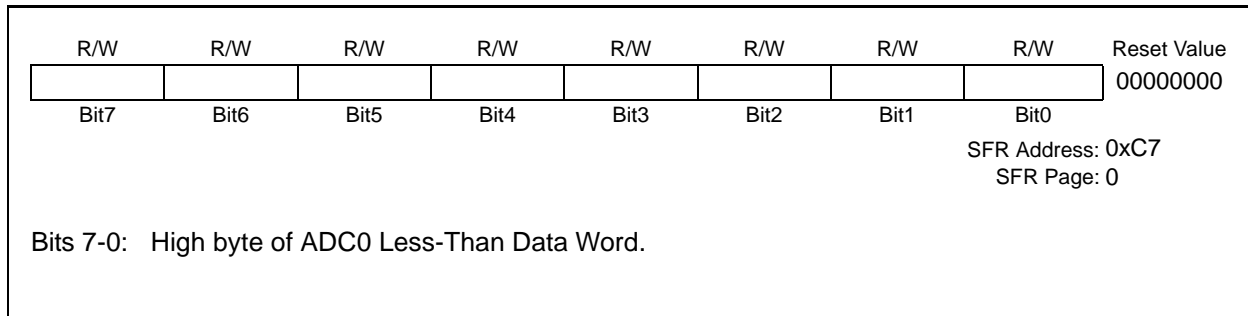 R/W R/W R/W R/W R/W R/W R/W R/W Reset Value
00000000
Bit7 Bit6 Bit5 Bit4 Bit3 Bit2 Bit1 Bit0
SFR Address: 0xC7
SFR Page: 0
Bits 7-0: High byte of ADC0 Less-Than Data Word.